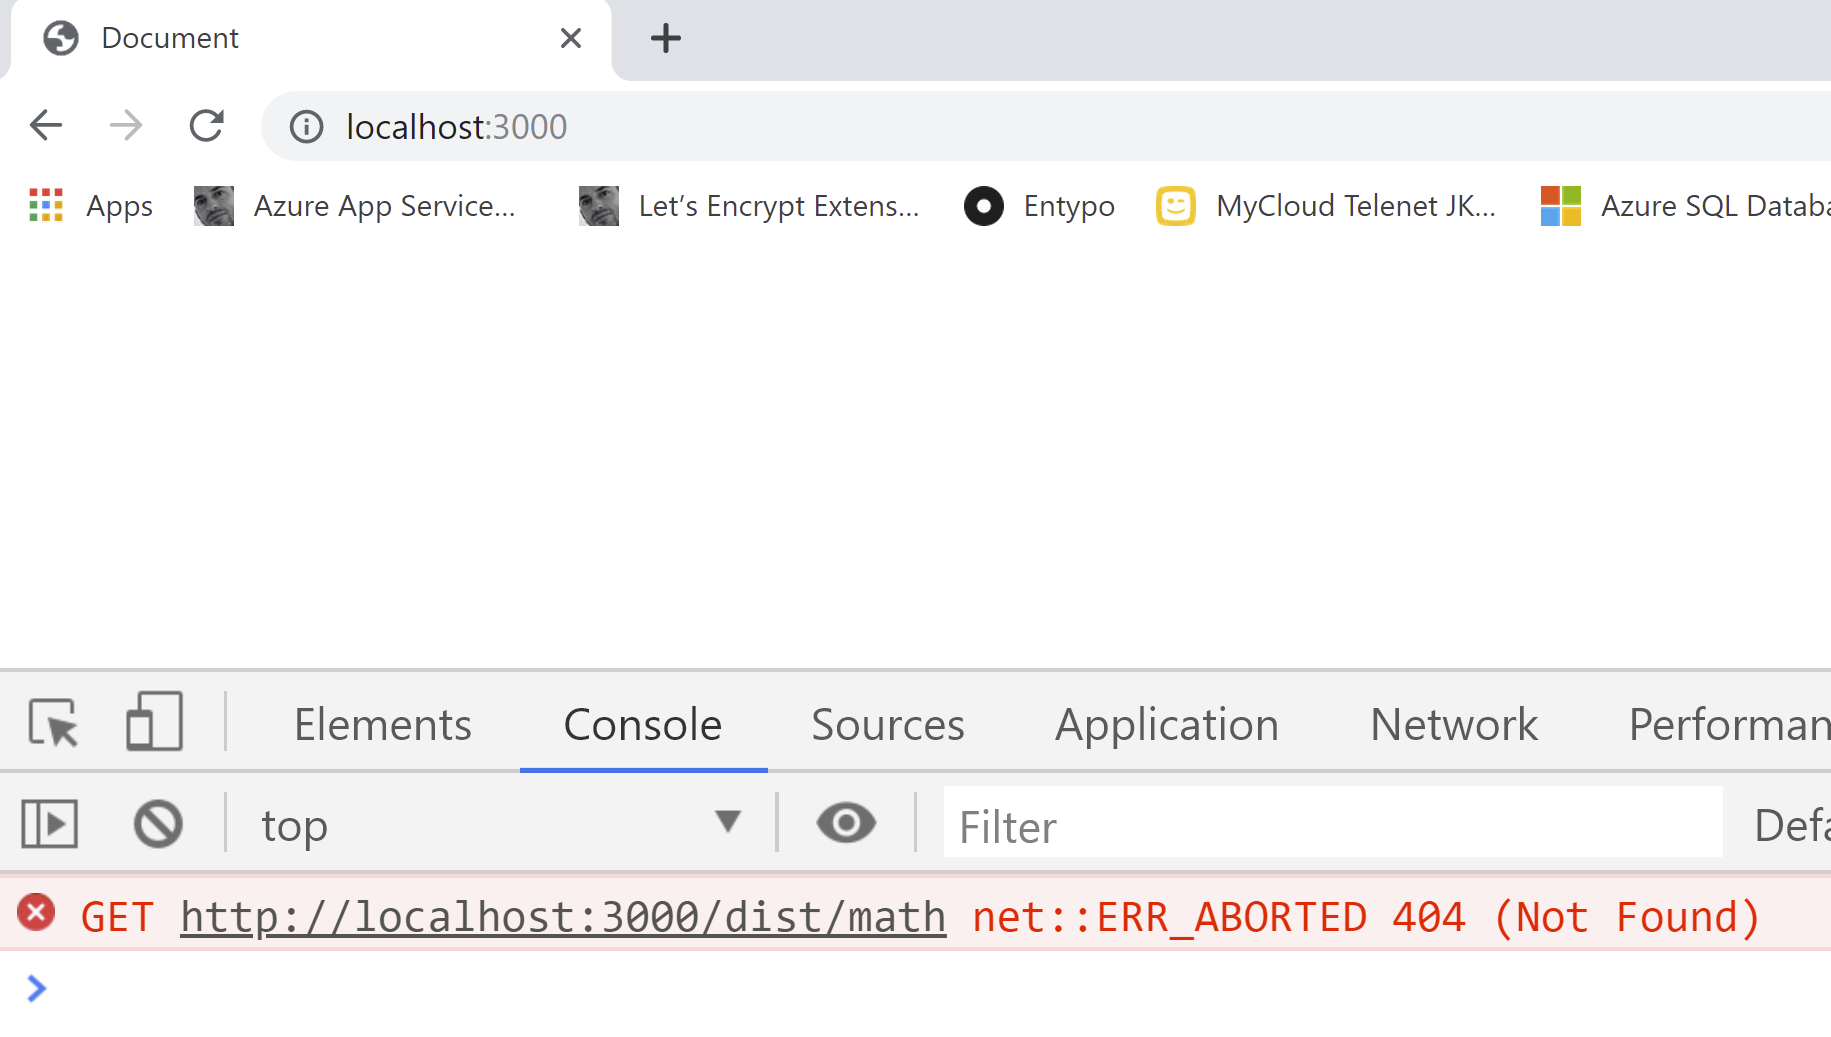 Document
localhost:3000
Apps Azure App Service... Let's Encrypt Extens... Entypo MyCloud Telenet JK... Azure SQL Databa
Elements Console Sources Application Network Performan
top Filter Defa
GET http://localhost:3000/dist/math net::ERR_ABORTED 404 (Not Found)